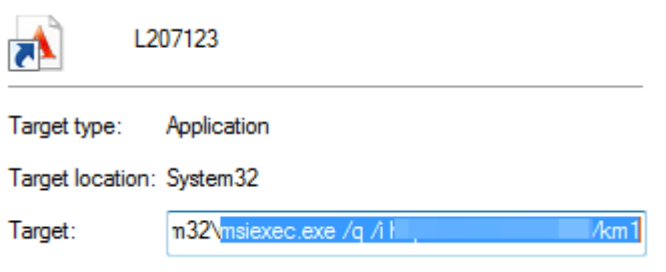 L207123
Target type: Application
Target location: System32
Target: m32\msiexec.exe /q /i /km1